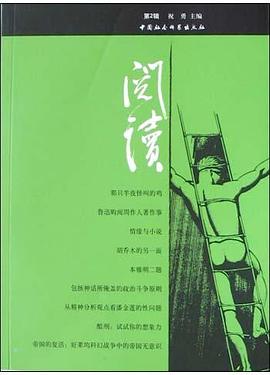 第2辑 祝 勇 主编
中国社会科学出版社
阅读
那只半夜怪叫的鸡
鲁迅购阅周作人著作事
情缘与小说
胡乔木的另一面
本雅明二题
包括神话所掩盖的政治斗争原则
从精神分析观点看潘金莲的性问题
酷刑：试试你的想象力
帝国的复活：好莱坞科幻战争中的帝国无意识